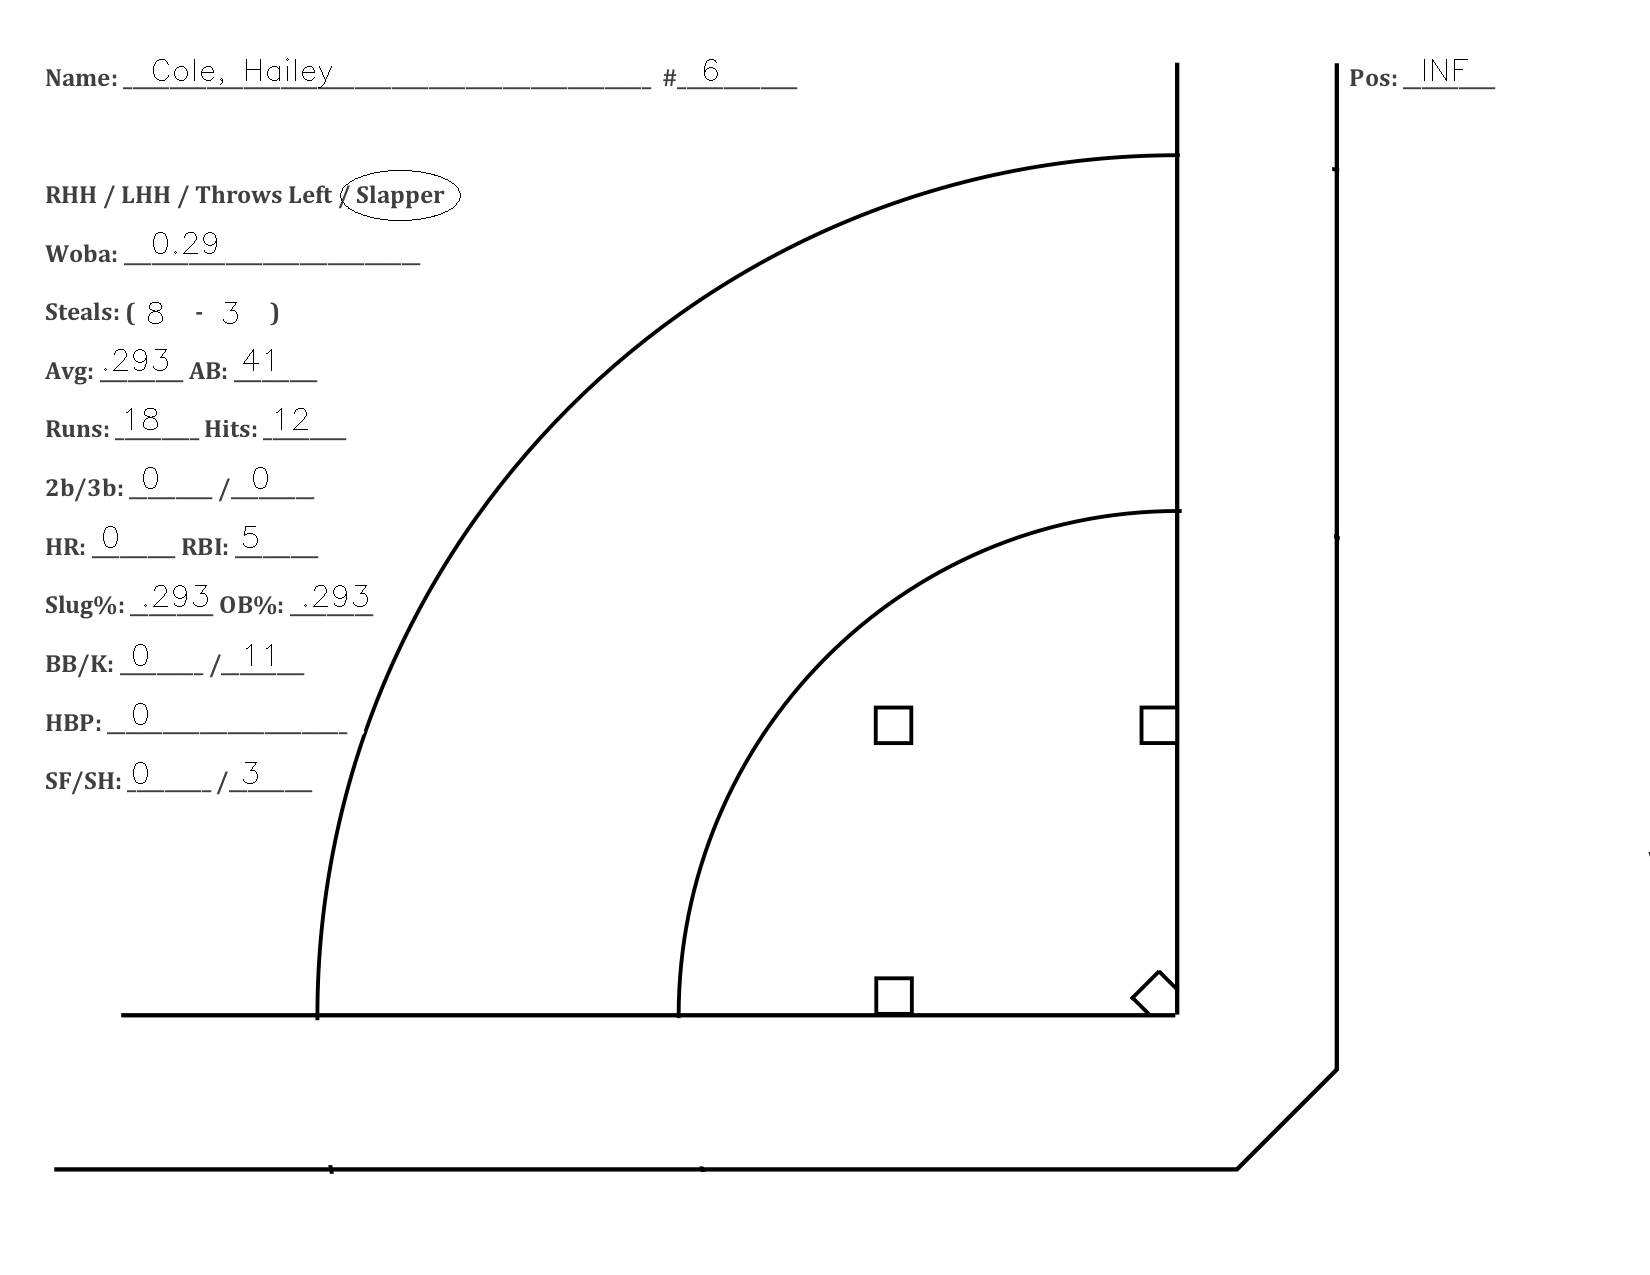 Name: Cole, Hailey # 6 Pos: INF
RHH / LHH / Throws Left / Slapper
Woba: 0.29
Steals: ( 8 - 3 )
Avg: .293 AB: 41
Runs: 18 Hits: 12
2b/3b: 0 / 0
HR: 0 RBI: 5
Slug%: .293 OB%: .293
BB/K: 0 / 11
HBP: 0
SF/SH: 0 / 3